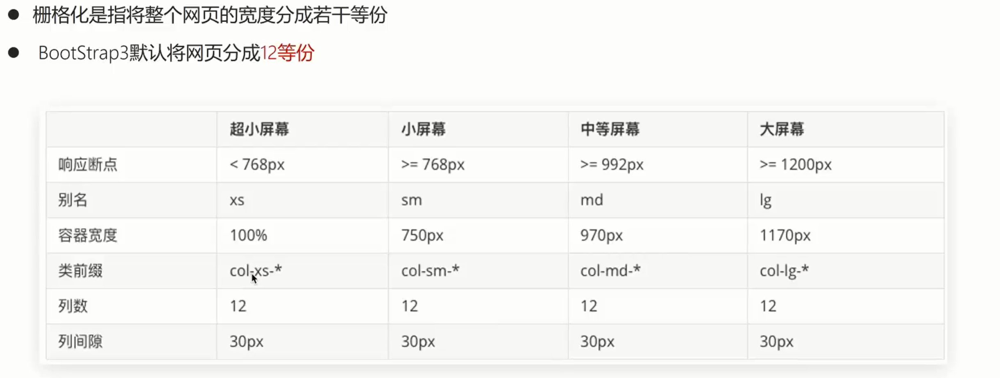 栅格化是指将整个网页的宽度分成若干等份
BootStrap3默认将网页分成12等份
超小屏幕 小屏幕 中等屏幕 大屏幕
响应断点 < 768px >= 768px >= 992px >= 1200px
别名 xs sm md lg
容器宽度 100% 750px 970px 1170px
类前缀 col-xs-* col-sm-* col-md-* col-lg-*
列数 12 12 12 12
列间隙 30px 30px 30px 30px